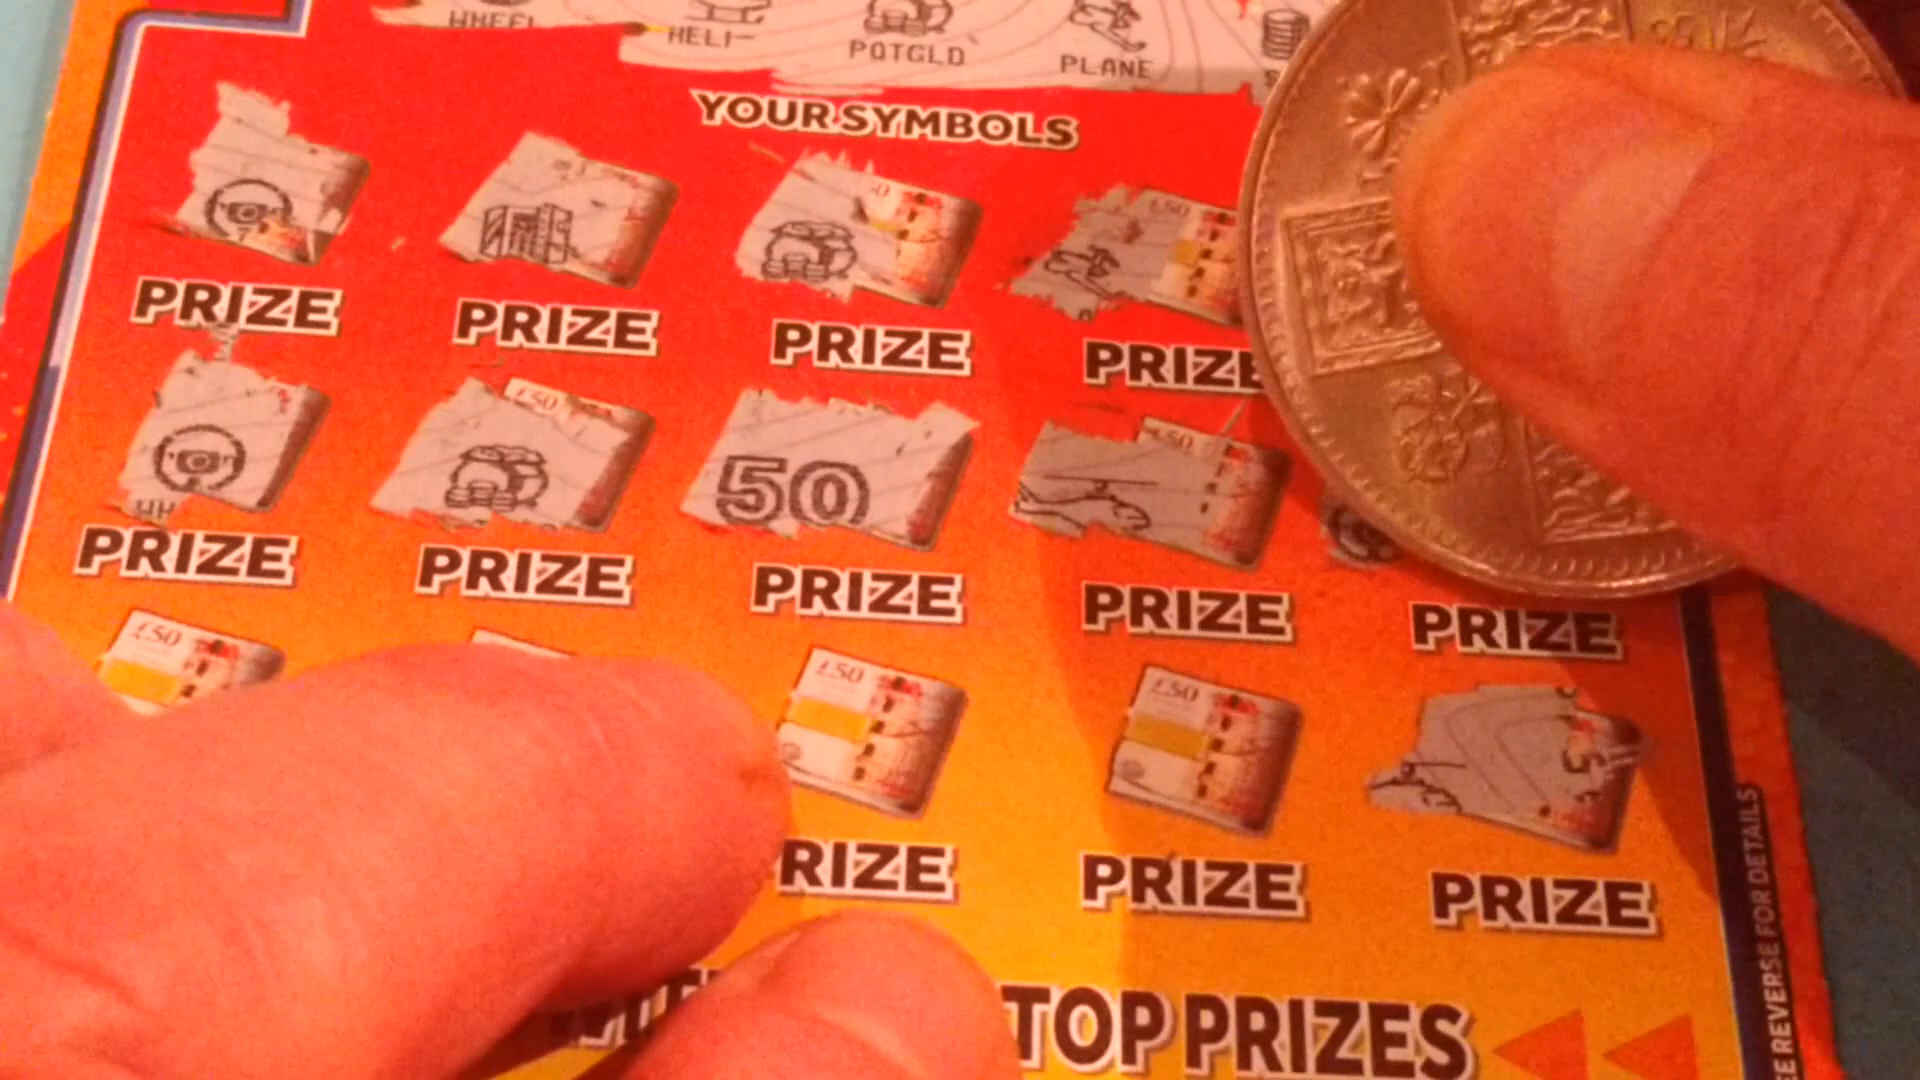 WHEEL HELI- POTGLD PLANE
YOUR SYMBOLS
£50
PRIZE PRIZE PRIZE PRIZE
£50 50 £50
PRIZE PRIZE PRIZE PRIZE PRIZE
£50 £50 £50
RIZE PRIZE PRIZE
TOP PRIZES
EE REVERSE FOR DETAILS